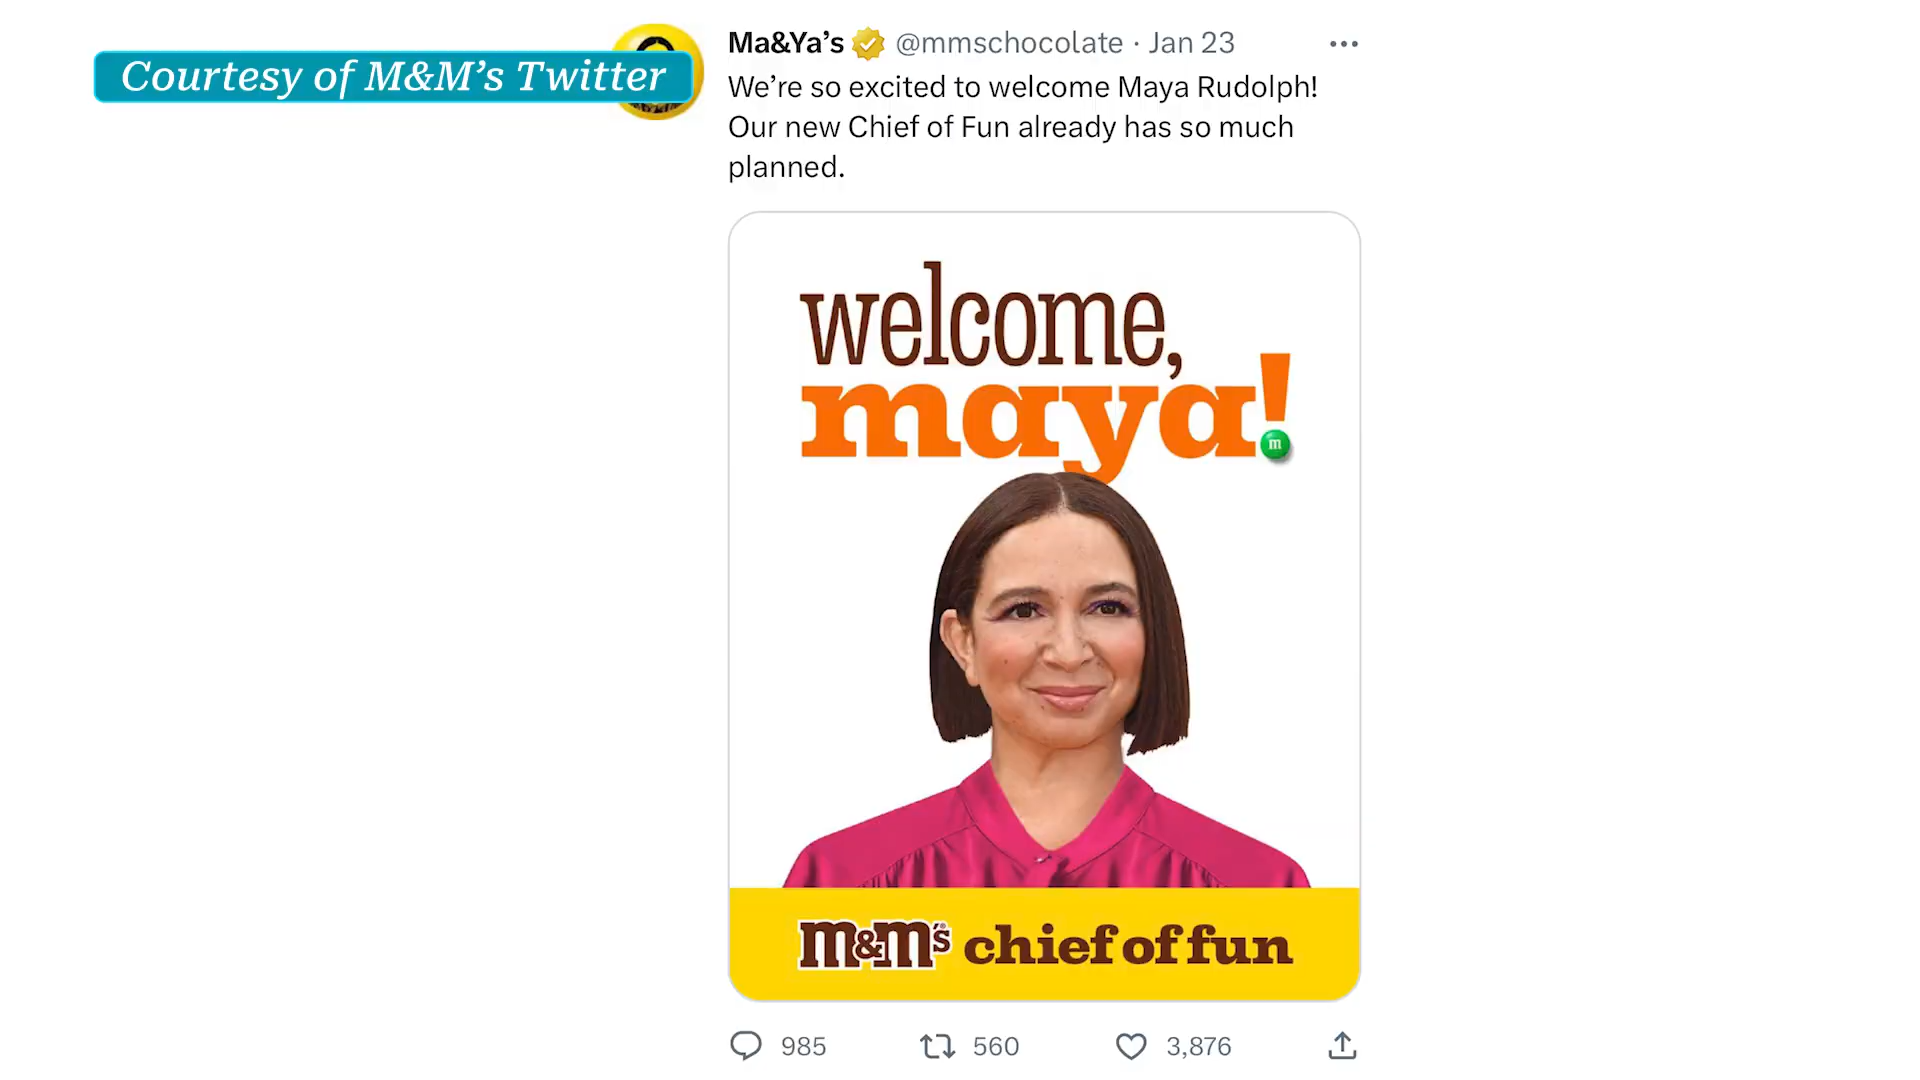 Courtesy of M&M’s Twitter
Ma&Ya’s @mmschocolate · Jan 23
We’re so excited to welcome Maya Rudolph!
Our new Chief of Fun already has so much
planned.
welcome,
maya!
m
m&m's chief of fun
985 560 3,876